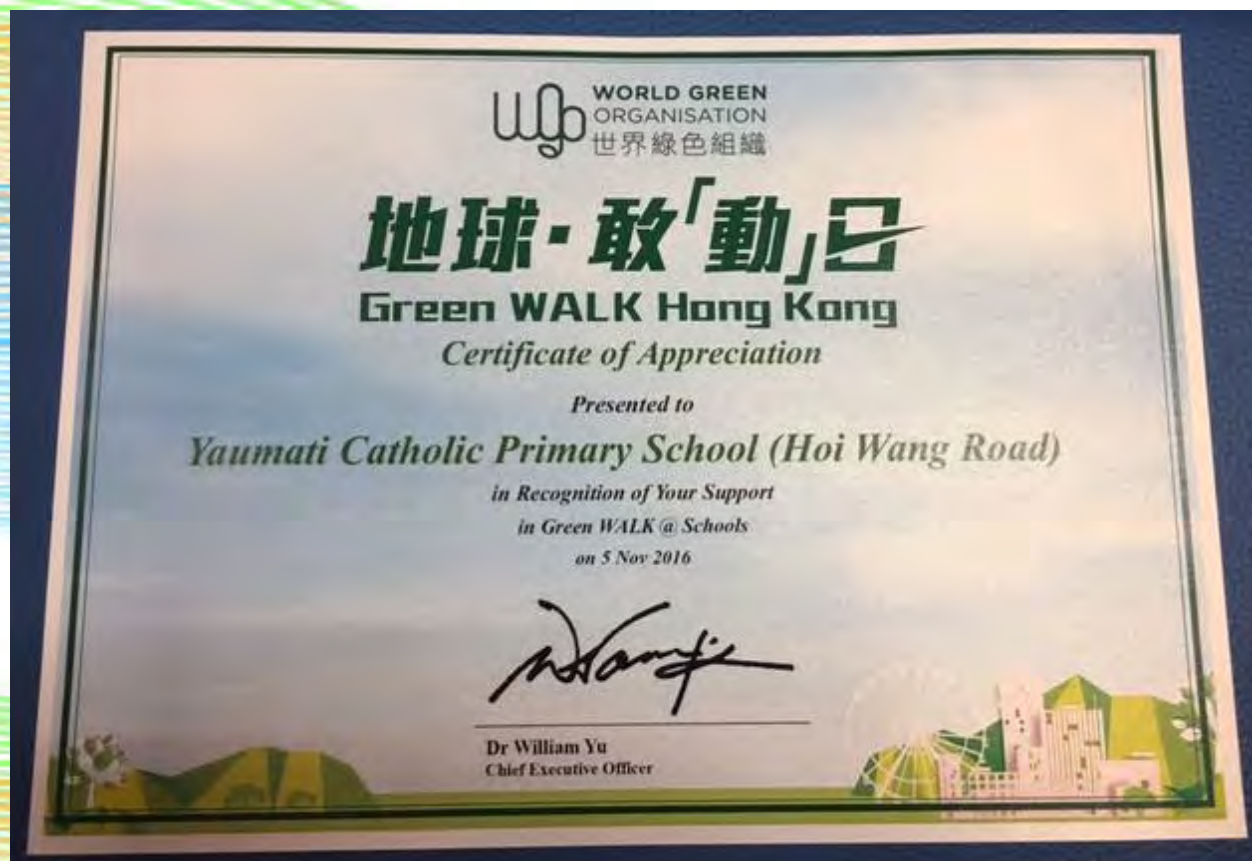 WORLD GREEN
ORGANISATION
世界綠色組織
地球·敢「動」日
Green WALK Hong Kong
Certificate of Appreciation
Presented to
Yaumati Catholic Primary School (Hoi Wang Road)
in Recognition of Your Support
in Green WALK @ Schools
on 5 Nov 2016
Dr William Yu
Chief Executive Officer